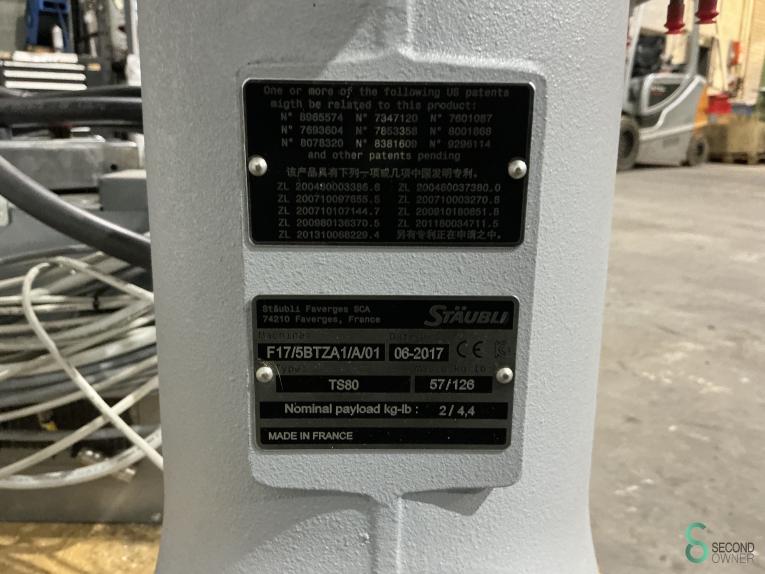 One or more of the following US patents
migth be related to this product:
N° 8965574 N° 7347120 N° 7601087
N° 7693604 N° 7853358 N° 8001868
N° 8078320 N° 8381609 N° 9296114
and other patents pending
该产品具有下列一项或几项中国发明专利。
ZL 200480003386.6 ZL 200480037380.0
ZL 200710097855.5 ZL 200710003270.8
ZL 200710107144.7 ZL 200910180851.8
ZL 200980136370.5 ZL 201180034711.5
ZL 201310068229.4 另有专利正在申请之中。
Stäubli Faverges SCA
74210 Faverges, France
STÄUBLI
Machines
F17/5BTZA1/A/01 06-2017 CE
TS80 57/126
Nominal payload kg-lb : 2 / 4,4
MADE IN FRANCE
SECOND
OWNER